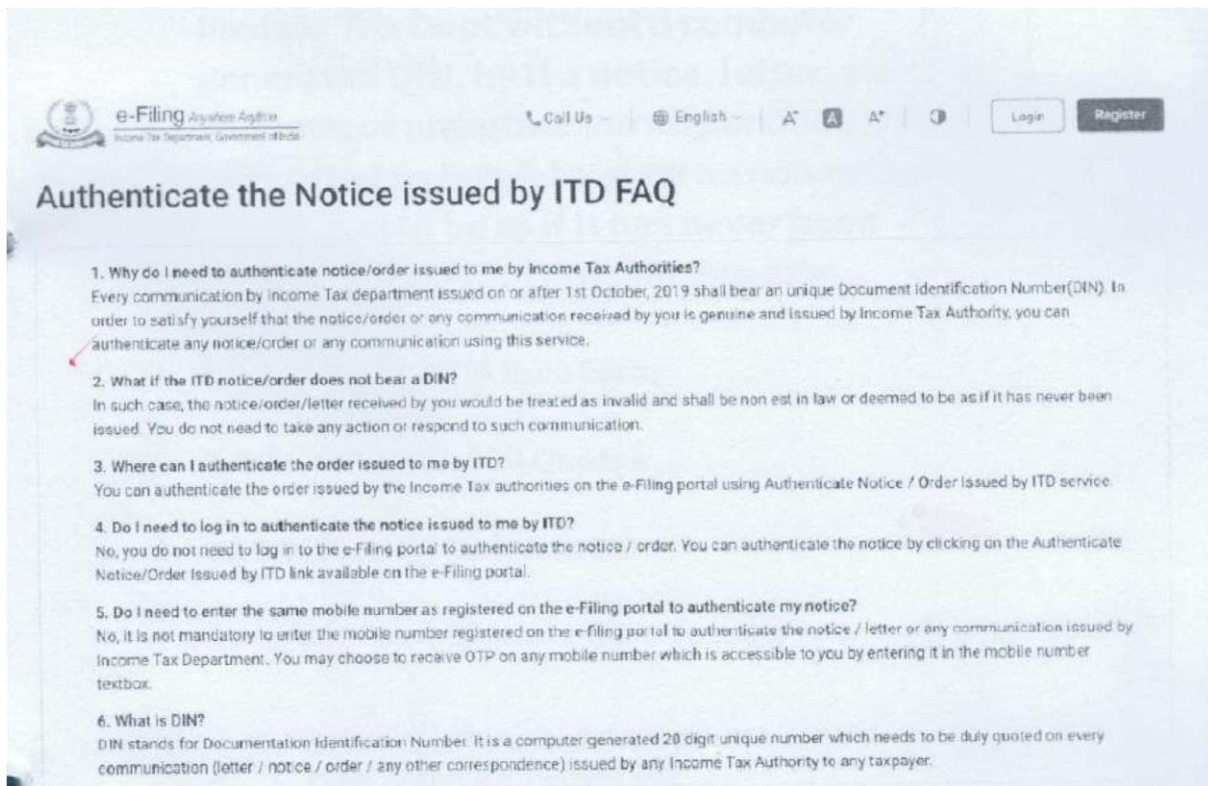 e-Filing Anywhere Anytime
Income Tax Department, Government of India
Call Us
English
A-
A
A+
Login
Register
Authenticate the Notice issued by ITD FAQ
1. Why do I need to authenticate notice/order issued to me by Income Tax Authorities?
Every communication by Income Tax department issued on or after 1st October, 2019 shall bear an unique Document Identification Number(DIN). In
order to satisfy yourself that the notice/order or any communication received by you is genuine and issued by Income Tax Authority, you can
authenticate any notice/order or any communication using this service.
2. What if the ITD notice/order does not bear a DIN?
In such case, the notice/order/letter received by you would be treated as invalid and shall be non est in law or deemed to be as if it has never been
issued. You do not need to take any action or respond to such communication.
3. Where can I authenticate the order issued to me by ITD?
You can authenticate the order issued by the Income Tax authorities on the e-Filing portal using Authenticate Notice / Order Issued by ITD service.
4. Do I need to log in to authenticate the notice issued to me by ITD?
No, you do not need to log in to the e-Filing portal to authenticate the notice / order. You can authenticate the notice by clicking on the Authenticate
Notice/Order Issued by ITD link available on the e-Filing portal.
5. Do I need to enter the same mobile number as registered on the e-Filing portal to authenticate my notice?
No, it is not mandatory to enter the mobile number registered on the e-filing portal to authenticate the notice / letter or any communication issued by
Income Tax Department. You may choose to receive OTP on any mobile number which is accessible to you by entering it in the mobile number
textbox.
6. What is DIN?
DIN stands for Documentation Identification Number. It is a computer generated 20 digit unique number which needs to be duly quoted on every
communication (letter / notice / order / any other correspondence) issued by any Income Tax Authority to any taxpayer.